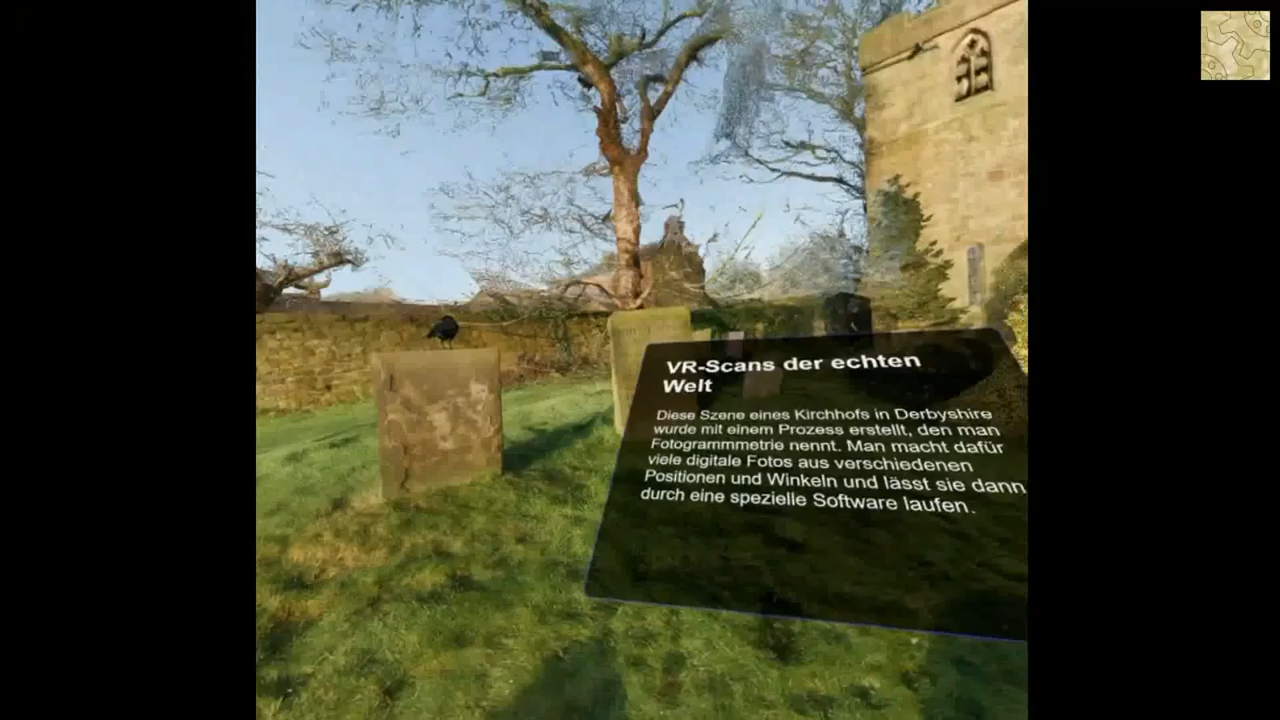 VR-Scans der echten
Welt
Diese Szene eines Kirchhofs in Derbyshire
wurde mit einem Prozess erstellt, den man
Fotogrammmetrie nennt. Man macht dafür
viele digitale Fotos aus verschiedenen
Positionen und Winkeln und lässt sie dann
durch eine spezielle Software laufen.